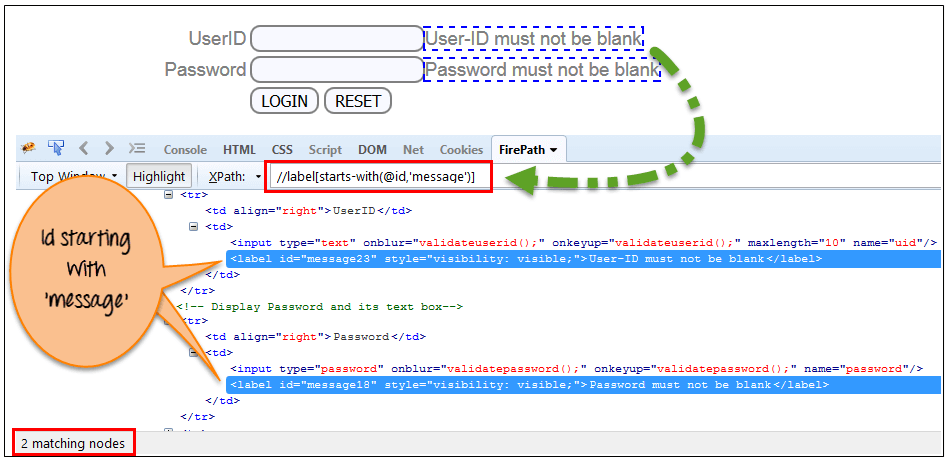 UserID User-ID must not be blank
Password Password must not be blank
LOGIN RESET
Console HTML CSS Script DOM Net Cookies FirePath
Top Window Highlight XPath: //label[starts-with(@id,'message')]
<tr>
<td align="right">UserID</td>
<td>
<input type="text" onblur="validateuserid();" onkeyup="validateuserid();" maxlength="10" name="uid"/>
<label id="message23" style="visibility: visible;">User-ID must not be blank</label>
</td>
</tr>
<!-- Display Password and its text box-->
<tr>
<td align="right">Password</td>
<td>
<input type="password" onblur="validatepassword();" onkeyup="validatepassword();" name="password"/>
<label id="message18" style="visibility: visible;">Password must not be blank</label>
</td>
</tr>
Id starting
with
'message'
2 matching nodes